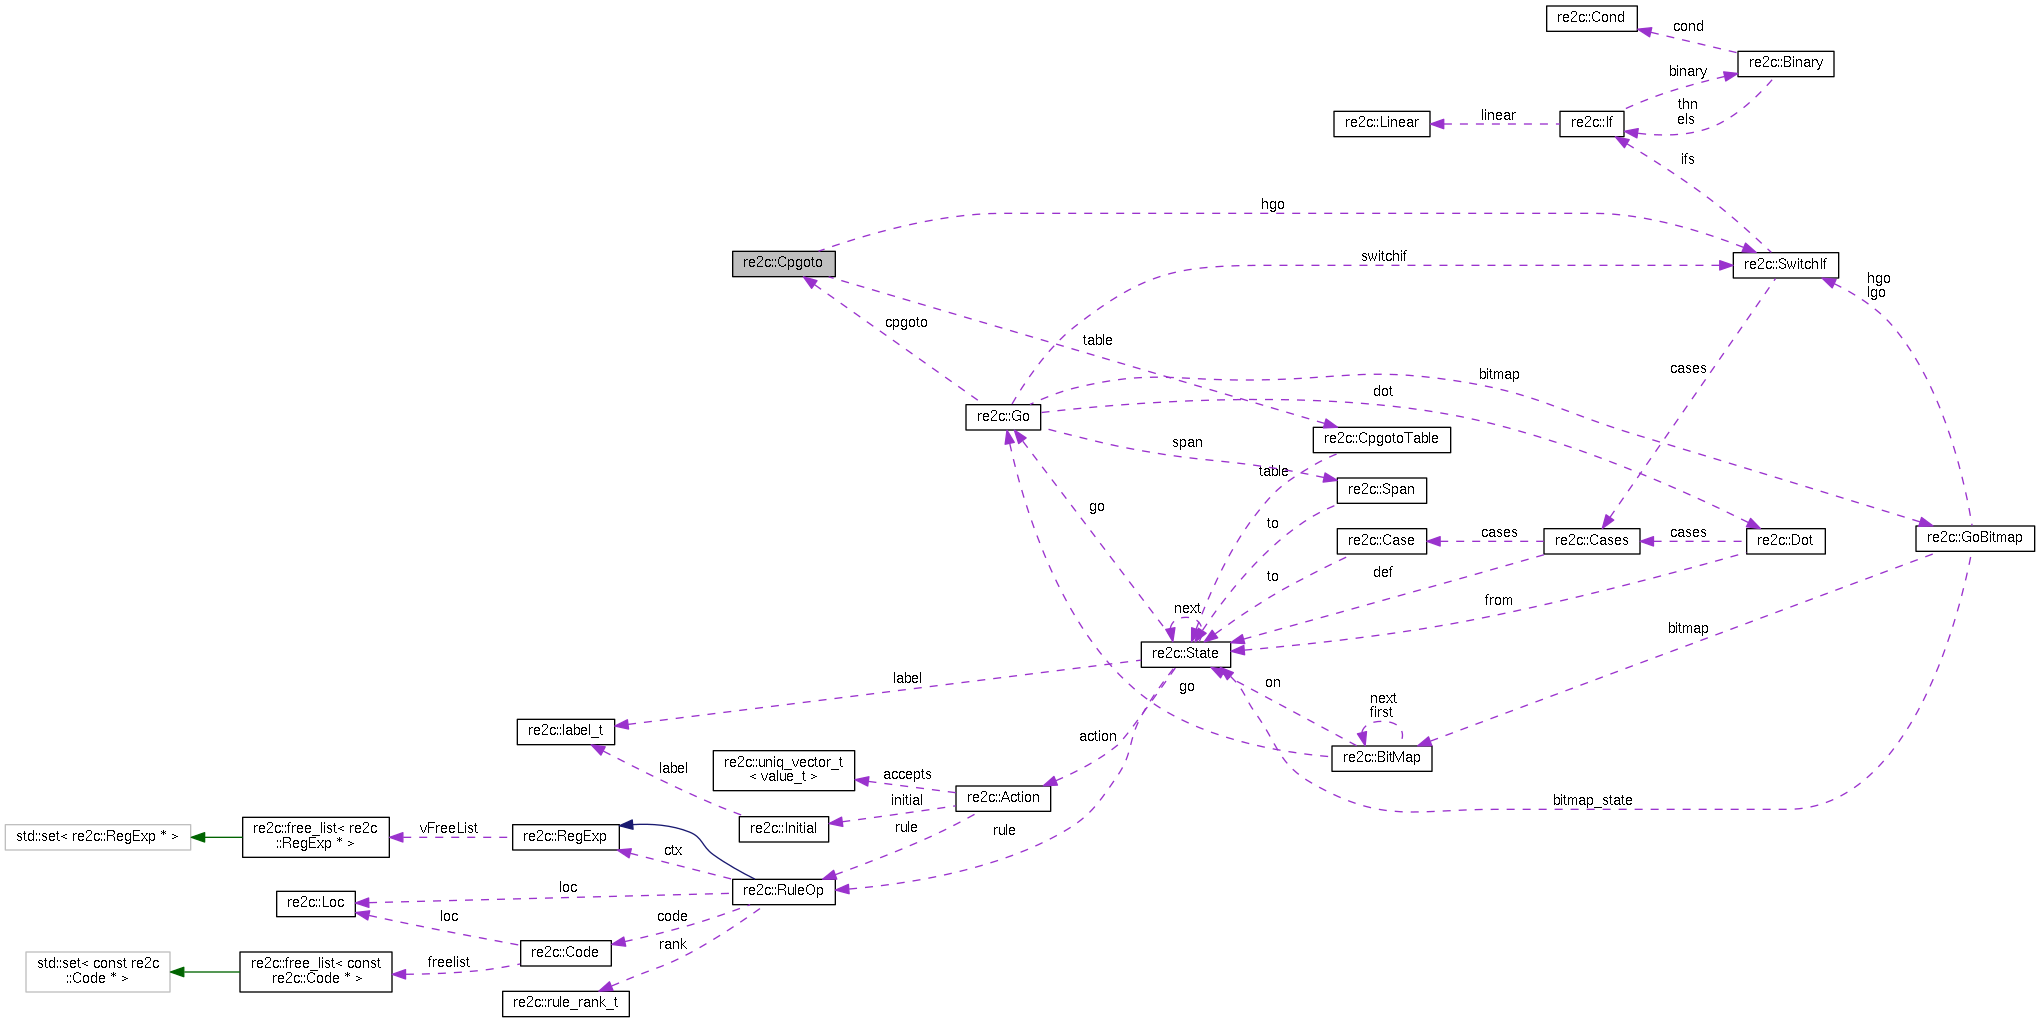 re2c::Cond
cond
re2c::Binary
binary
thn
els
re2c::Linear
linear
re2c::If
ifs
hgo
re2c::Cpgoto
switchif
re2c::SwitchIf
hgo
lgo
cpgoto
table
cases
bitmap
dot
re2c::Go
span
re2c::CpgotoTable
table
re2c::Span
go
to
re2c::Case
cases
re2c::Cases
cases
re2c::Dot
re2c::GoBitmap
to
def
from
next
bitmap
re2c::State
label
go
on
next
first
re2c::label_t
action
re2c::BitMap
label
re2c::uniq_vector_t
< value_t >
accepts
re2c::Action
initial
bitmap_state
re2c::Initial
rule
rule
std::set< re2c::RegExp * >
re2c::free_list< re2c
::RegExp * >
vFreeList
re2c::RegExp
ctx
re2c::RuleOp
loc
re2c::Loc
loc
code
rank
re2c::Code
std::set< const re2c
::Code * >
re2c::free_list< const
re2c::Code * >
freelist
re2c::rule_rank_t